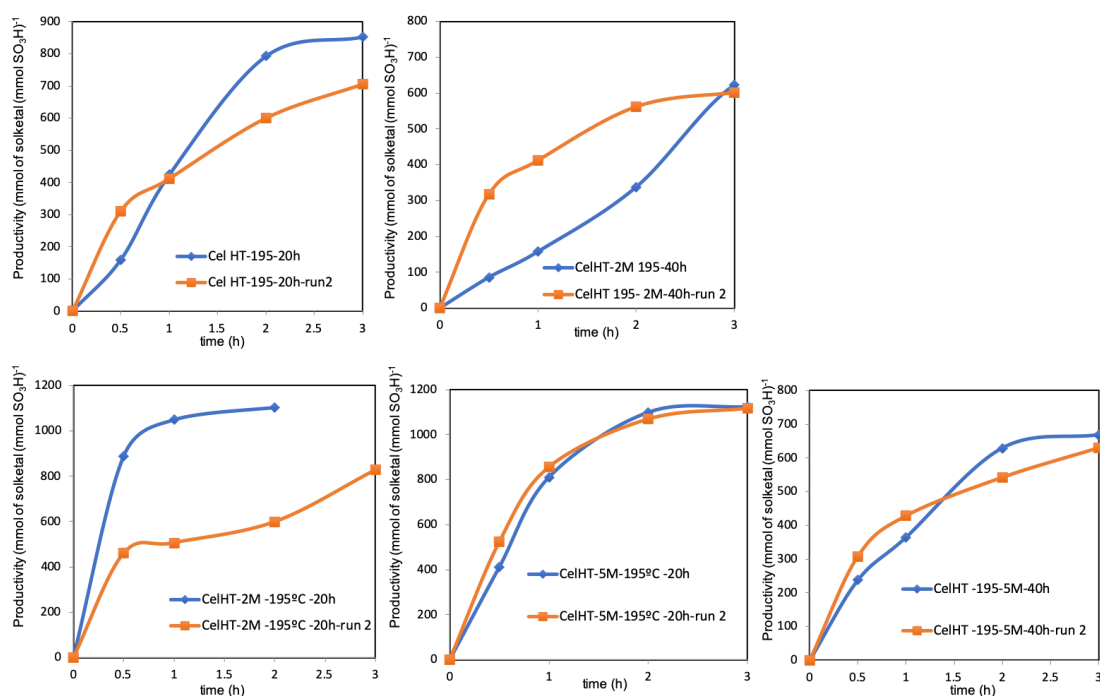 Productivity (mmol of solketal (mmol SO₃H)⁻¹
900
800
700
600
500
400
300
200
100
0
0 0.5 1 1.5 2 2.5 3
time (h)
Cel HT-195-20h
Cel HT-195-20h-run2
Productivity (mmol of solketal (mmol SO₃H)⁻¹
800
700
600
500
400
300
200
100
0
0 1 2 3
time (h)
CelHT-2M 195-40h
CelHT 195- 2M-40h-run 2
Productivity (mmol of solketal (mmol SO₃H)⁻¹
1200
1000
800
600
400
200
0
0 0.5 1 1.5 2 2.5 3
time (h)
CelHT-2M -195ºC -20h
CelHT-2M -195ºC -20h-run 2
Productivity (mmol of solketal (mmol SO₃H)⁻¹
1200
1000
800
600
400
200
0
0 1 2 3
time (h)
CelHT-5M-195ºC -20h
CelHT-5M-195ºC -20h-run 2
Productivity (mmol of solketal (mmol SO₃H)⁻¹
800
700
600
500
400
300
200
100
0
0 0.5 1 1.5 2 2.5 3
time (h)
CelHT -195-5M-40h
CelHT -195-5M-40h-run 2